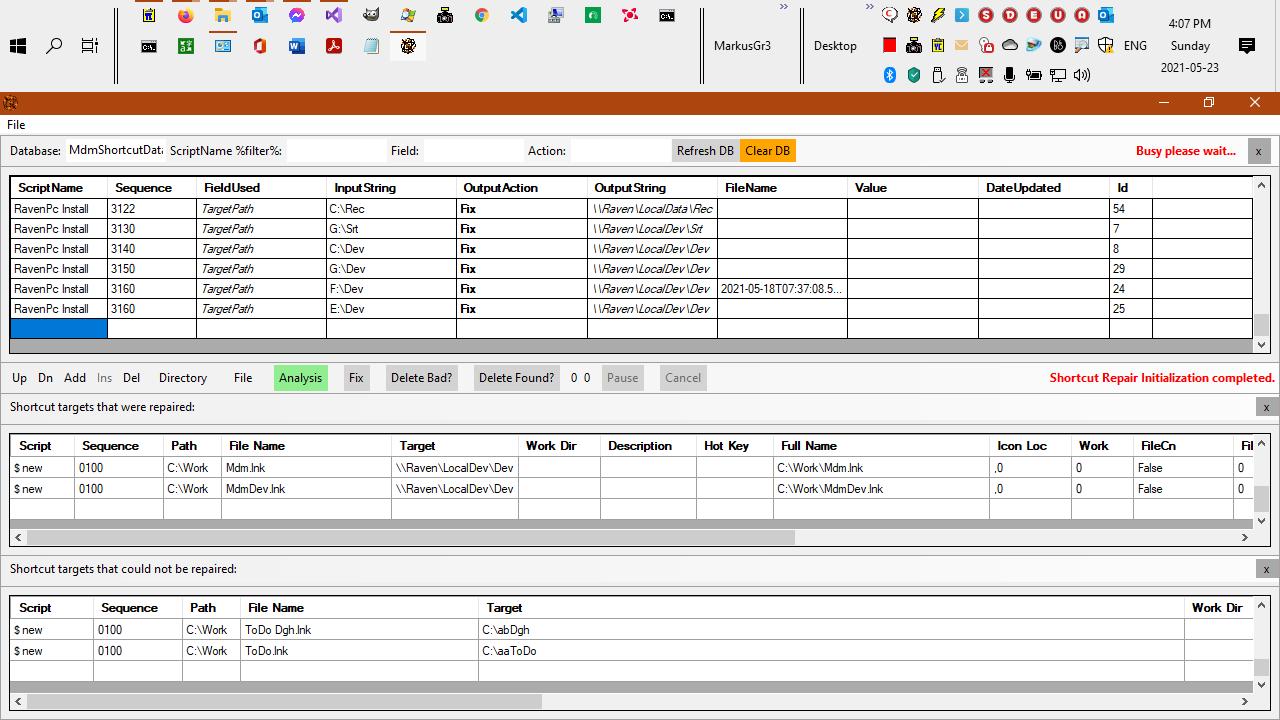 4:07 PM
MarkusGr3 Desktop ENG Sunday
2021-05-23
File
Database: MdmShortcutData ScriptName %filter%: Field: Action: Refresh DB Clear DB Busy please wait... x
ScriptName Sequence FieldUsed InputString OutputAction OutputString FileName Value DateUpdated Id
RavenPc Install 3122 TargetPath C:\Rec Fix \\Raven\LocalData\Rec 54
RavenPc Install 3130 TargetPath G:\Srt Fix \\Raven\LocalDev\Srt 7
RavenPc Install 3140 TargetPath C:\Dev Fix \\Raven\LocalDev\Dev 8
RavenPc Install 3150 TargetPath G:\Dev Fix \\Raven\LocalDev\Dev 29
RavenPc Install 3160 TargetPath F:\Dev Fix \\Raven\LocalDev\Dev 2021-05-18T07:37:08.5... 24
RavenPc Install 3160 TargetPath E:\Dev Fix \\Raven\LocalDev\Dev 25
Up Dn Add Ins Del Directory File Analysis Fix Delete Bad? Delete Found? 0 0 Pause Cancel Shortcut Repair Initialization completed.
Shortcut targets that were repaired: x
Script Sequence Path File Name Target Work Dir Description Hot Key Full Name Icon Loc Work FileCn Fil
$new 0100 C:\Work Mdm.lnk \\Raven\LocalDev\Dev C:\Work\Mdm.lnk ,0 0 False 0
$new 0100 C:\Work MdmDev.lnk \\Raven\LocalDev\Dev C:\Work\MdmDev.lnk ,0 0 False 0
Shortcut targets that could not be repaired: x
Script Sequence Path File Name Target Work Dir
$new 0100 C:\Work ToDo Dgh.lnk C:\abDgh
$new 0100 C:\Work ToDo.lnk C:\aaToDo